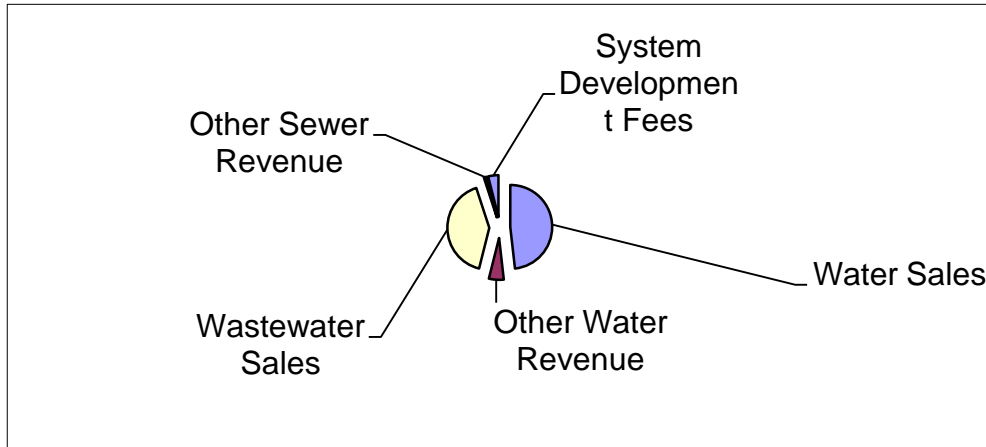 System
Developmen
t Fees
Other Sewer
Revenue
Water Sales
Wastewater
Sales
Other Water
Revenue